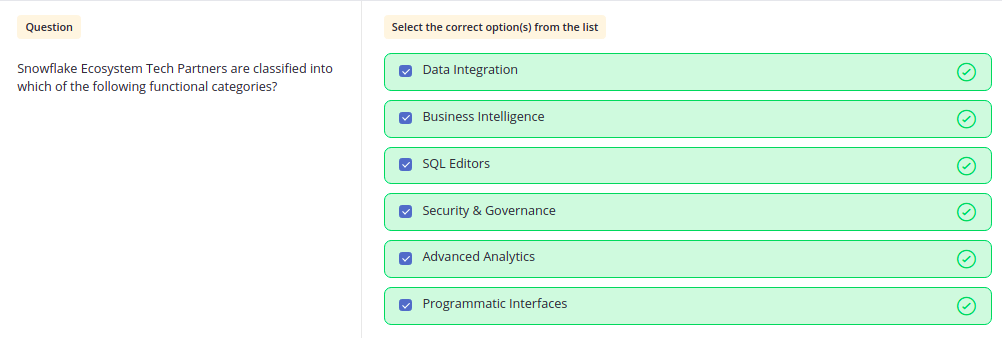 Question
Snowflake Ecosystem Tech Partners are classified into
which of the following functional categories?
Select the correct option(s) from the list
Data Integration
Business Intelligence
SQL Editors
Security & Governance
Advanced Analytics
Programmatic Interfaces